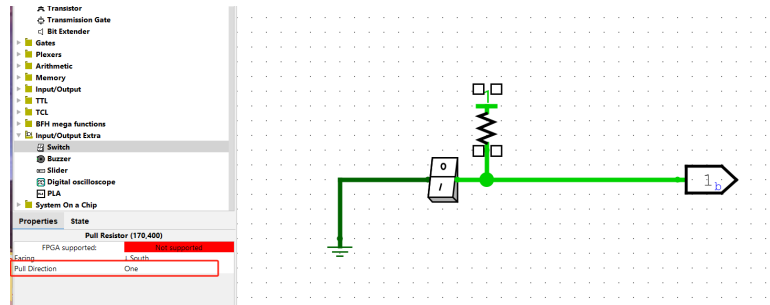 Transistor
Transmission Gate
Bit Extender
Gates
Plexers
Arithmetic
Memory
Input/Output
TTL
TCL
BFH mega functions
Input/Output Extra
Switch
Buzzer
Slider
Digital oscilloscope
PLA
System On a Chip
Properties State
Pull Resistor (170,400)
FPGA supported: Not supported
Facing South
Pull Direction One
1
0
/
1 b